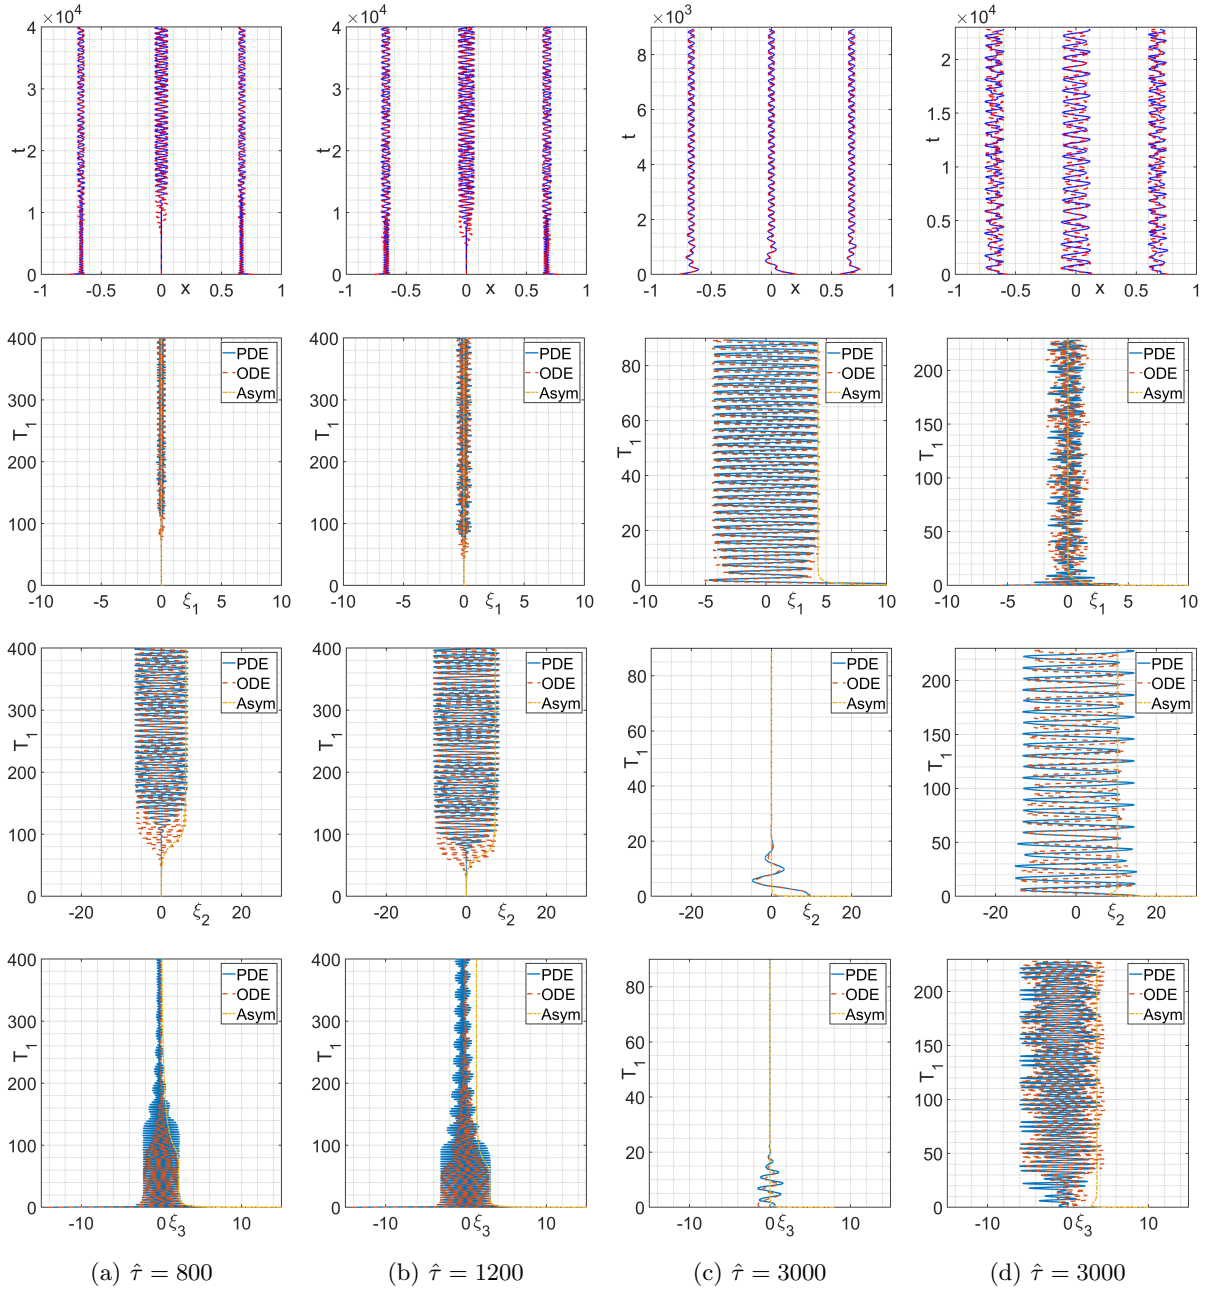 ×10⁴ ×10⁴ ×10³ ×10⁴
4 4 8 2
3 3 6 1.5
t 2 t 2 t 4 t 1
1 1 2 0.5
0 0 0 0
-1 -0.5 0 x 0.5 1 -1 -0.5 0 x 0.5 1 -1 -0.5 0 x 0.5 1 -1 -0.5 0 x 0.5 1
400 PDE 400 PDE 80 PDE 200 PDE
ODE ODE ODE ODE
300 Asym 300 Asym 60 Asym 150 Asym
T₁ 200 T₁ 200 T₁ 40 T₁ 100
100 100 20 50
0 0 0 0
-10 -5 0 ξ₁ 5 10 -10 -5 0 ξ₁ 5 10 -10 -5 0 ξ₁ 5 10 -10 -5 0 ξ₁ 5 10
400 PDE 400 PDE 80 PDE 200 PDE
ODE ODE ODE ODE
300 Asym 300 Asym 60 Asym 150 Asym
T₁ 200 T₁ 200 T₁ 40 T₁ 100
100 100 20 50
0 0 0 0
-20 0 ξ₂ 20 -20 0 ξ₂ 20 -20 0 ξ₂ 20 -20 0 ξ₂ 20
400 PDE 400 PDE 80 PDE 200 PDE
ODE ODE ODE ODE
300 Asym 300 Asym 60 Asym 150 Asym
T₁ 200 T₁ 200 T₁ 40 T₁ 100
100 100 20 50
0 0 0 0
-10 0 ξ₃ 10 -10 0 ξ₃ 10 -10 0 ξ₃ 10 -10 0 ξ₃ 10
(a) τ̂ = 800 (b) τ̂ = 1200 (c) τ̂ = 3000 (d) τ̂ = 3000